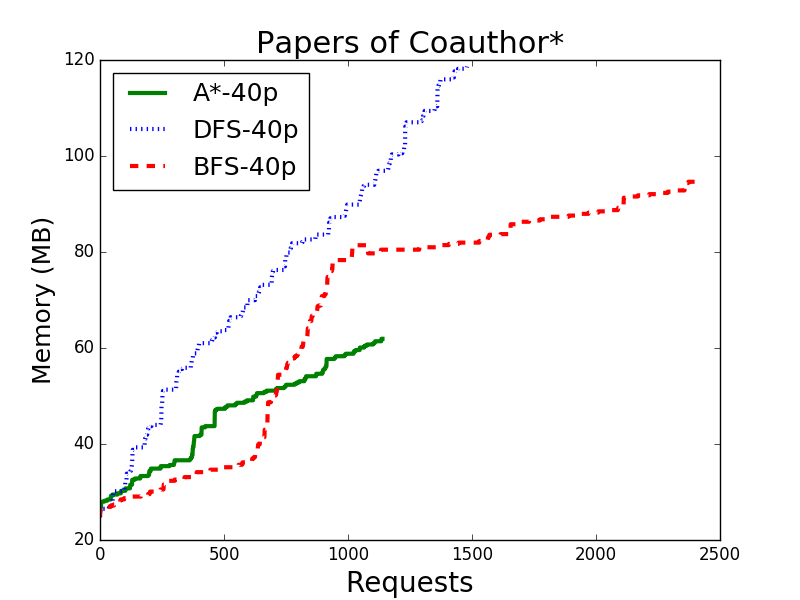 Papers of Coauthor*
A*-40p
DFS-40p
BFS-40p
Memory (MB)
120
100
80
60
40
20
0 500 1000 1500 2000 2500
Requests